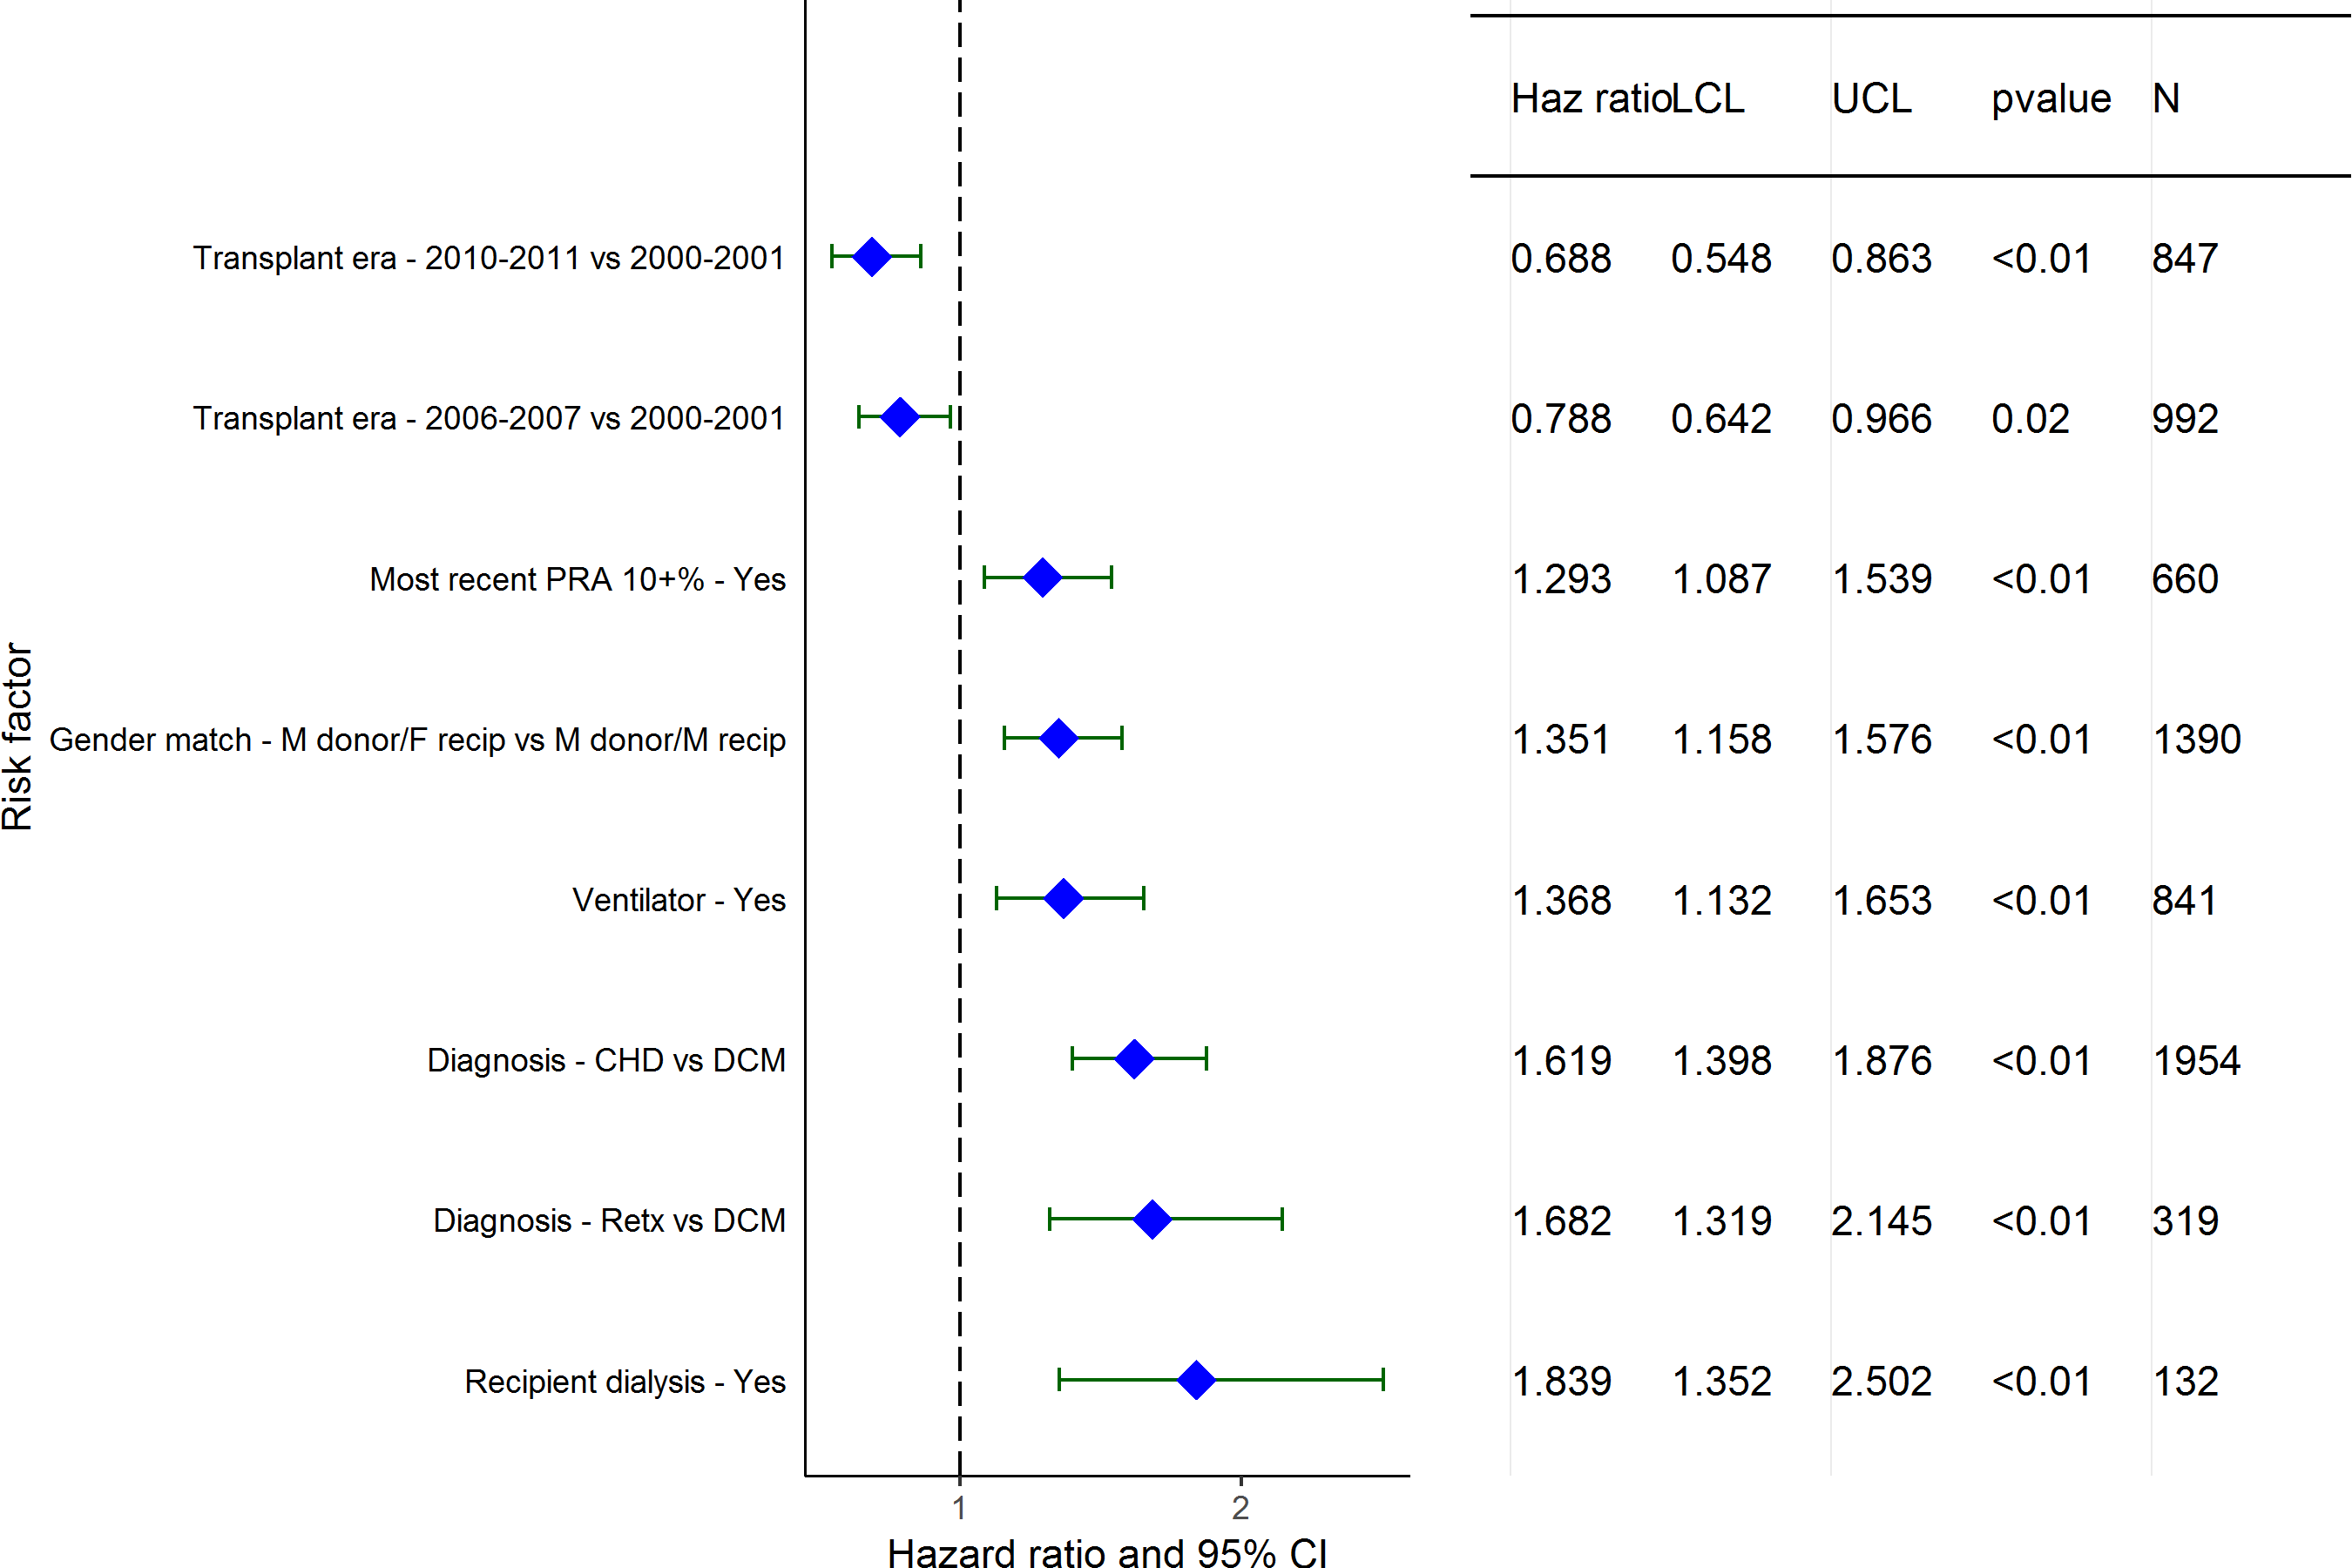 Haz ratio LCL UCL pvalue N
Transplant era - 2010-2011 vs 2000-2001 0.688 0.548 0.863 <0.01 847
Transplant era - 2006-2007 vs 2000-2001 0.788 0.642 0.966 0.02 992
Most recent PRA 10+% - Yes 1.293 1.087 1.539 <0.01 660
Gender match - M donor/F recip vs M donor/M recip 1.351 1.158 1.576 <0.01 1390
Ventilator - Yes 1.368 1.132 1.653 <0.01 841
Diagnosis - CHD vs DCM 1.619 1.398 1.876 <0.01 1954
Diagnosis - Retx vs DCM 1.682 1.319 2.145 <0.01 319
Recipient dialysis - Yes 1.839 1.352 2.502 <0.01 132
Risk factor
1 2
Hazard ratio and 95% CI